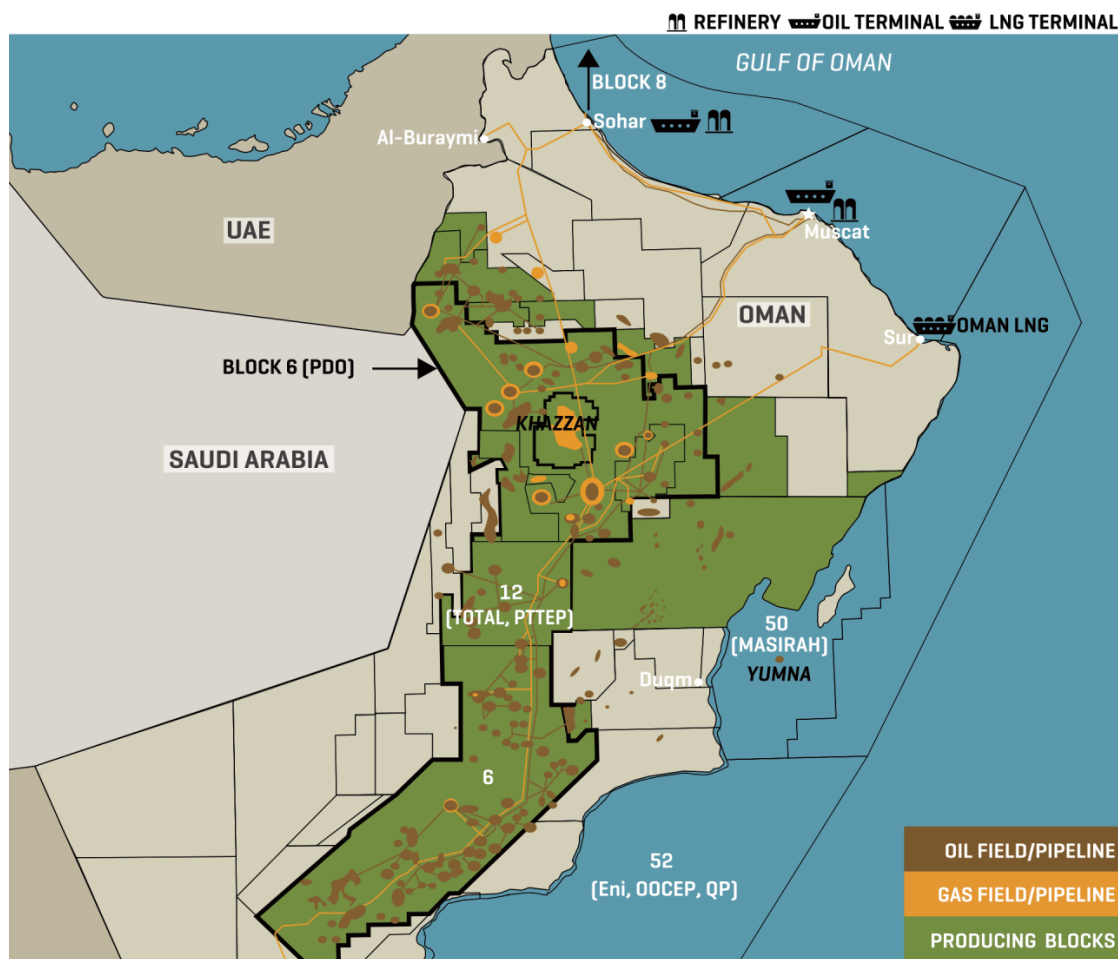 REFINERY OIL TERMINAL LNG TERMINAL
GULF OF OMAN
BLOCK 8
Sohar
Al-Buraymi
UAE
Muscat
OMAN
OMAN LNG
Sur
BLOCK 6 (PDO)
KHAZZAN
SAUDI ARABIA
12
(TOTAL, PTTEP)
50
(MASIRAH)
YUMNA
Duqm
6
52
(Eni, OOCEP, QP)
OIL FIELD/PIPELINE
GAS FIELD/PIPELINE
PRODUCING BLOCKS